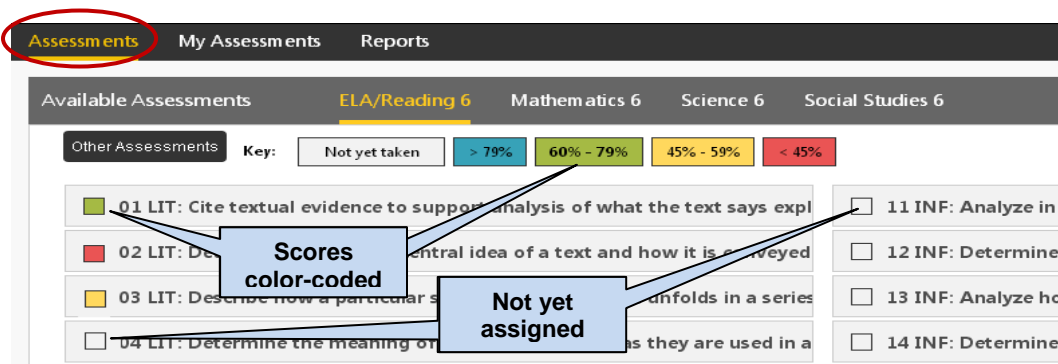 Assessments My Assessments Reports
Available Assessments ELA/Reading 6 Mathematics 6 Science 6 Social Studies 6
Other Assessments Key: Not yet taken > 79% 60% - 79% 45% - 59% < 45%
01 LIT: Cite textual evidence to support analysis of what the text says expl
11 INF: Analyze in
02 LIT: De entral idea of a text and how it is conveyed
12 INF: Determine
Scores
color-coded
03 LIT: Describe how a particular s unfolds in a series
13 INF: Analyze ho
Not yet
assigned
04 LIT: Determine the meaning of as they are used in a
14 INF: Determine